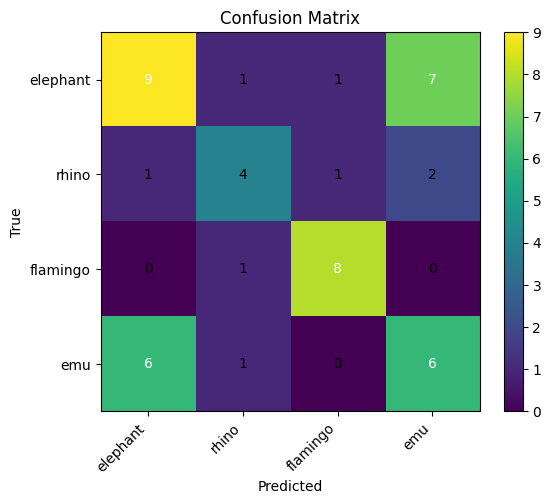 Confusion Matrix
elephant 9 1 1 7
rhino 1 4 1 2
flamingo 0 1 8 0
emu 6 1 0 6
True
elephant rhino flamingo emu
Predicted
9
8
7
6
5
4
3
2
1
0